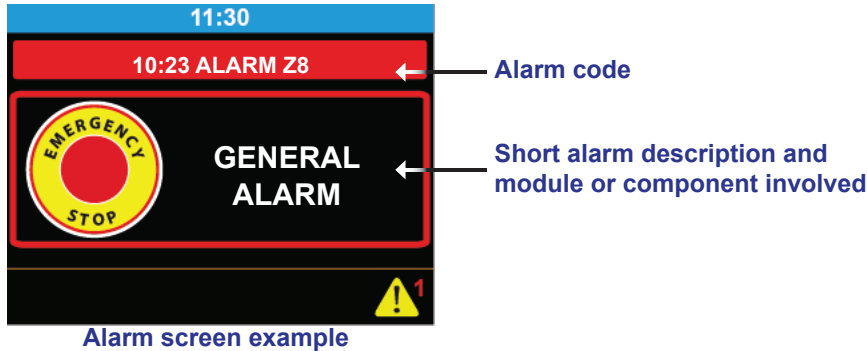 11:30
10:23 ALARM Z8
Alarm code
EMERGENCY
STOP
GENERAL
ALARM
Short alarm description and
module or component involved
1
Alarm screen example